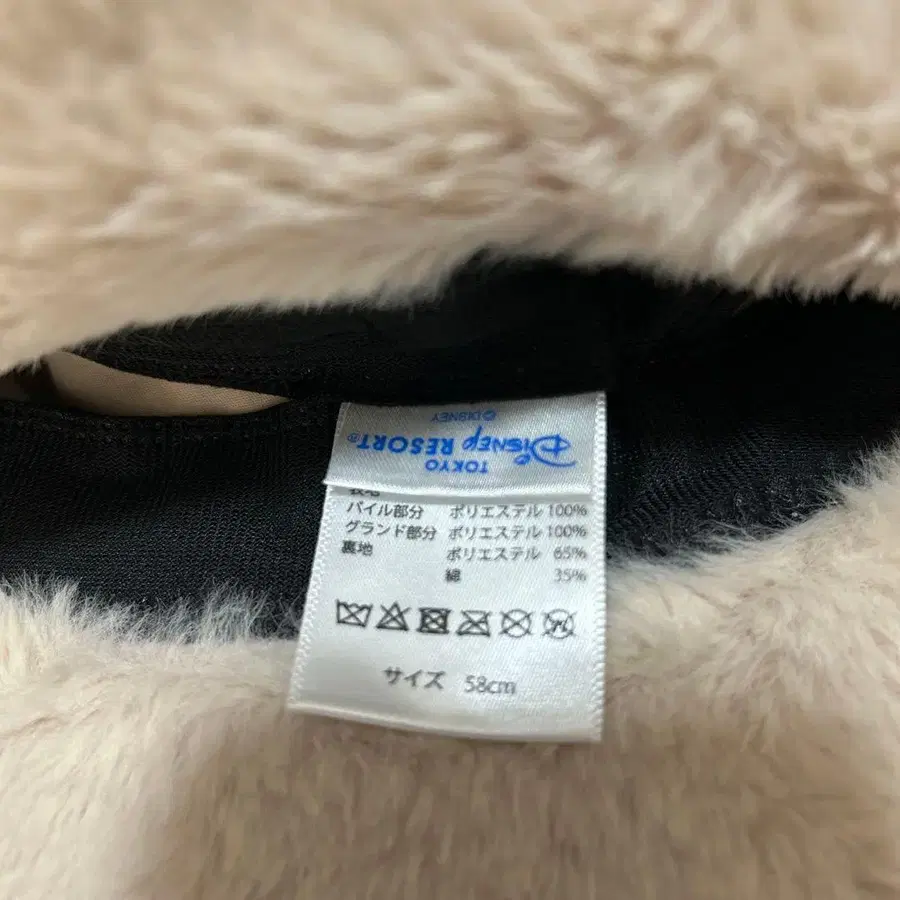 © DISNEY
TOKYO
DISNEY RESORT®
表地
パイル部分 ポリエステル 100%
グランド部分 ポリエステル 100%
裏地 ポリエステル 65%
綿 35%
サイズ 58cm